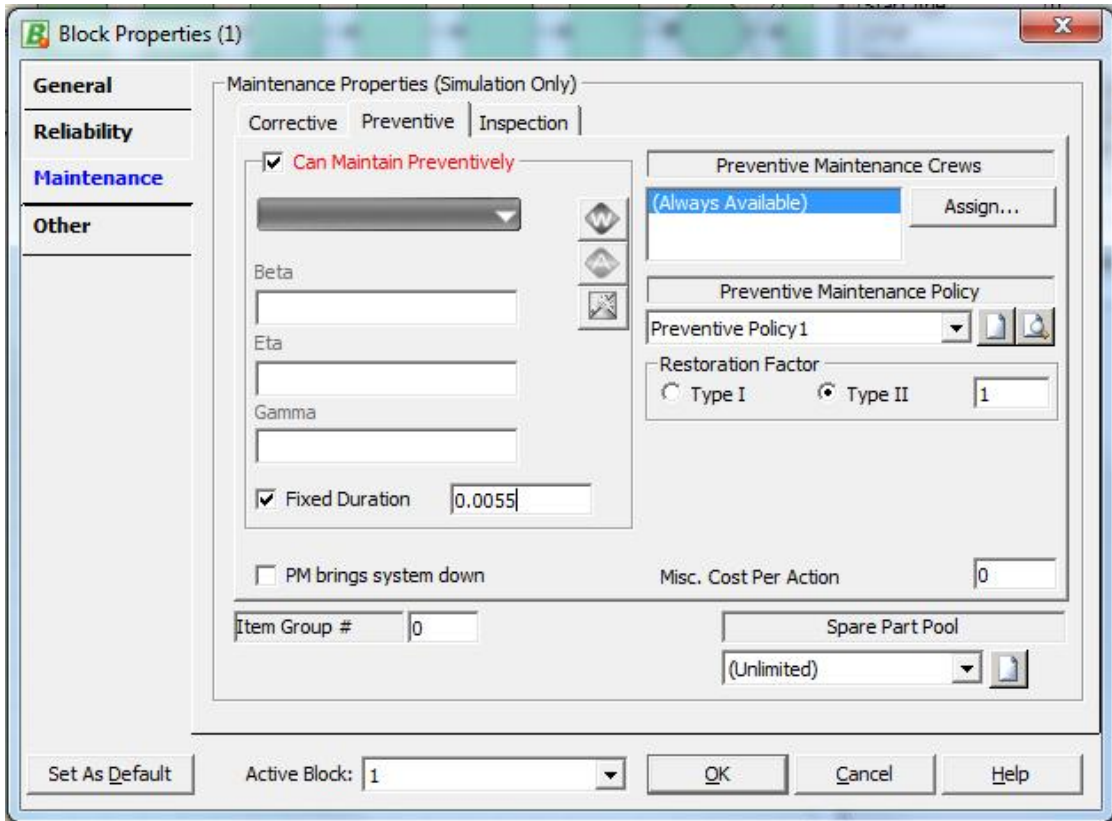 Block Properties (1)
General
Reliability
Maintenance
Other
Maintenance Properties (Simulation Only)
Corrective Preventive Inspection
Can Maintain Preventively
W
A
Beta
Eta
Gamma
Fixed Duration 0.0055
PM brings system down
Preventive Maintenance Crews
(Always Available) Assign...
Preventive Maintenance Policy
Preventive Policy1
Restoration Factor
Type I Type II 1
Misc. Cost Per Action 0
Item Group # 0
Spare Part Pool
(Unlimited)
Set As Default Active Block: 1 OK Cancel Help